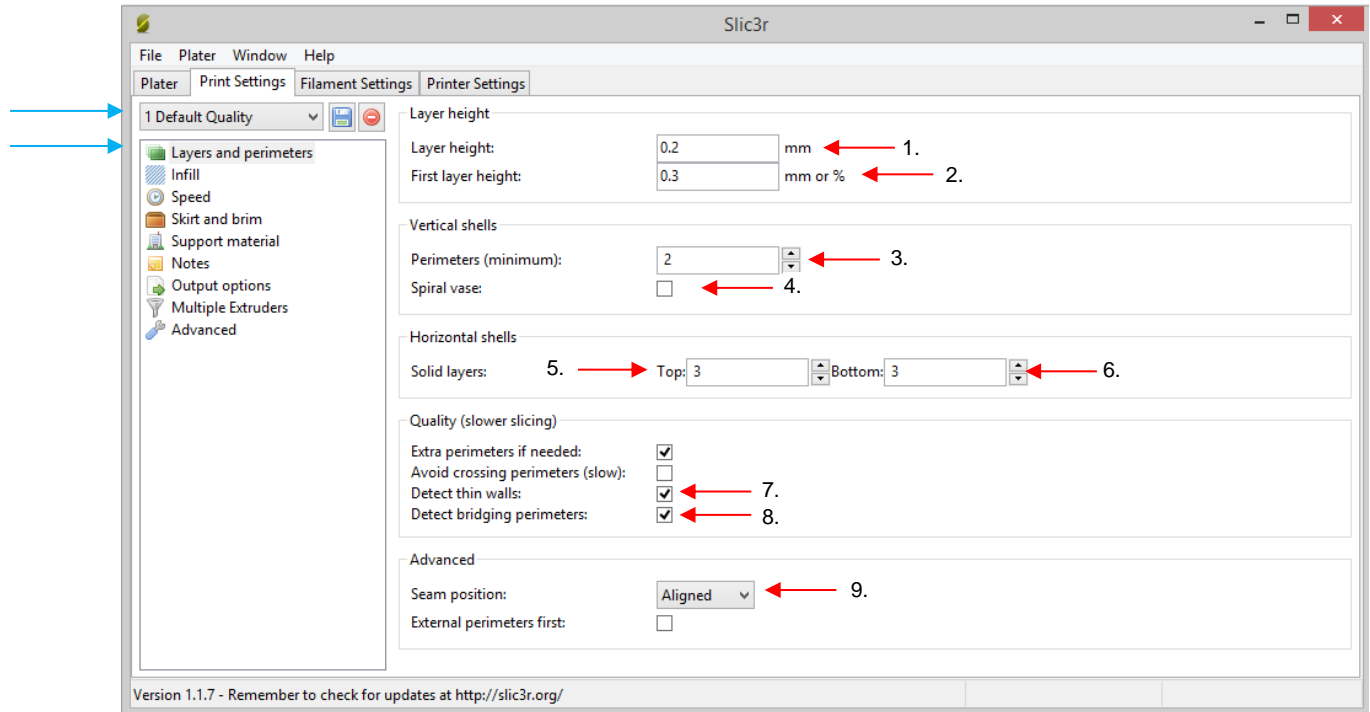 Slic3r
File Plater Window Help
Plater Print Settings Filament Settings Printer Settings
1 Default Quality
Layers and perimeters
Infill
Speed
Skirt and brim
Support material
Notes
Output options
Multiple Extruders
Advanced
Layer height
Layer height: 0.2 mm 1.
First layer height: 0.3 mm or % 2.
Vertical shells
Perimeters (minimum): 2 3.
Spiral vase: 4.
Horizontal shells
Solid layers: 5. Top: 3 Bottom: 3 6.
Quality (slower slicing)
Extra perimeters if needed:
Avoid crossing perimeters (slow):
Detect thin walls: 7.
Detect bridging perimeters: 8.
Advanced
Seam position: Aligned 9.
External perimeters first:
Version 1.1.7 - Remember to check for updates at http://slic3r.org/